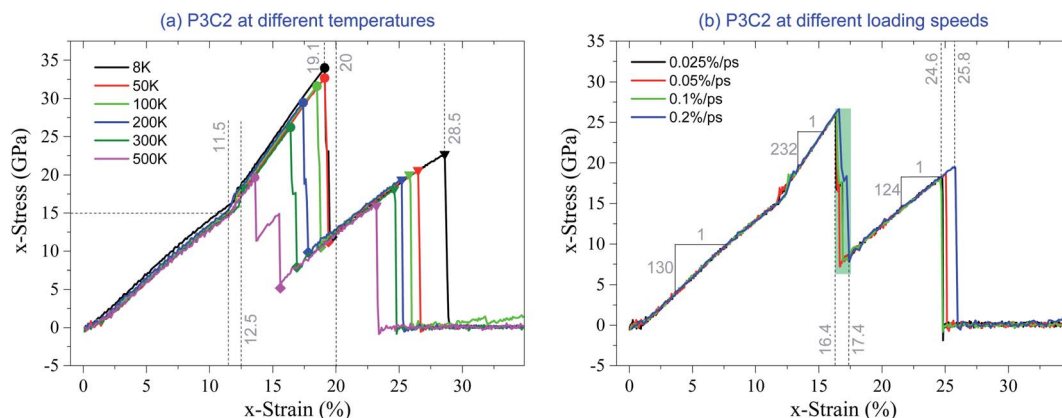 (a) P3C2 at different temperatures
x-Stress (GPa)
35
30
25
20
15
10
5
0
-5
8K
50K
100K
200K
300K
500K
11.5
12.5
19.1
20
28.5
0
5
10
15
20
25
30
x-Strain (%)
(b) P3C2 at different loading speeds
x-Stress (GPa)
35
30
25
20
15
10
5
0
-5
0.025%/ps
0.05%/ps
0.1%/ps
0.2%/ps
24.6
25.8
1
232
1
124
1
130
16.4
17.4
0
5
10
15
20
25
30
x-Strain (%)